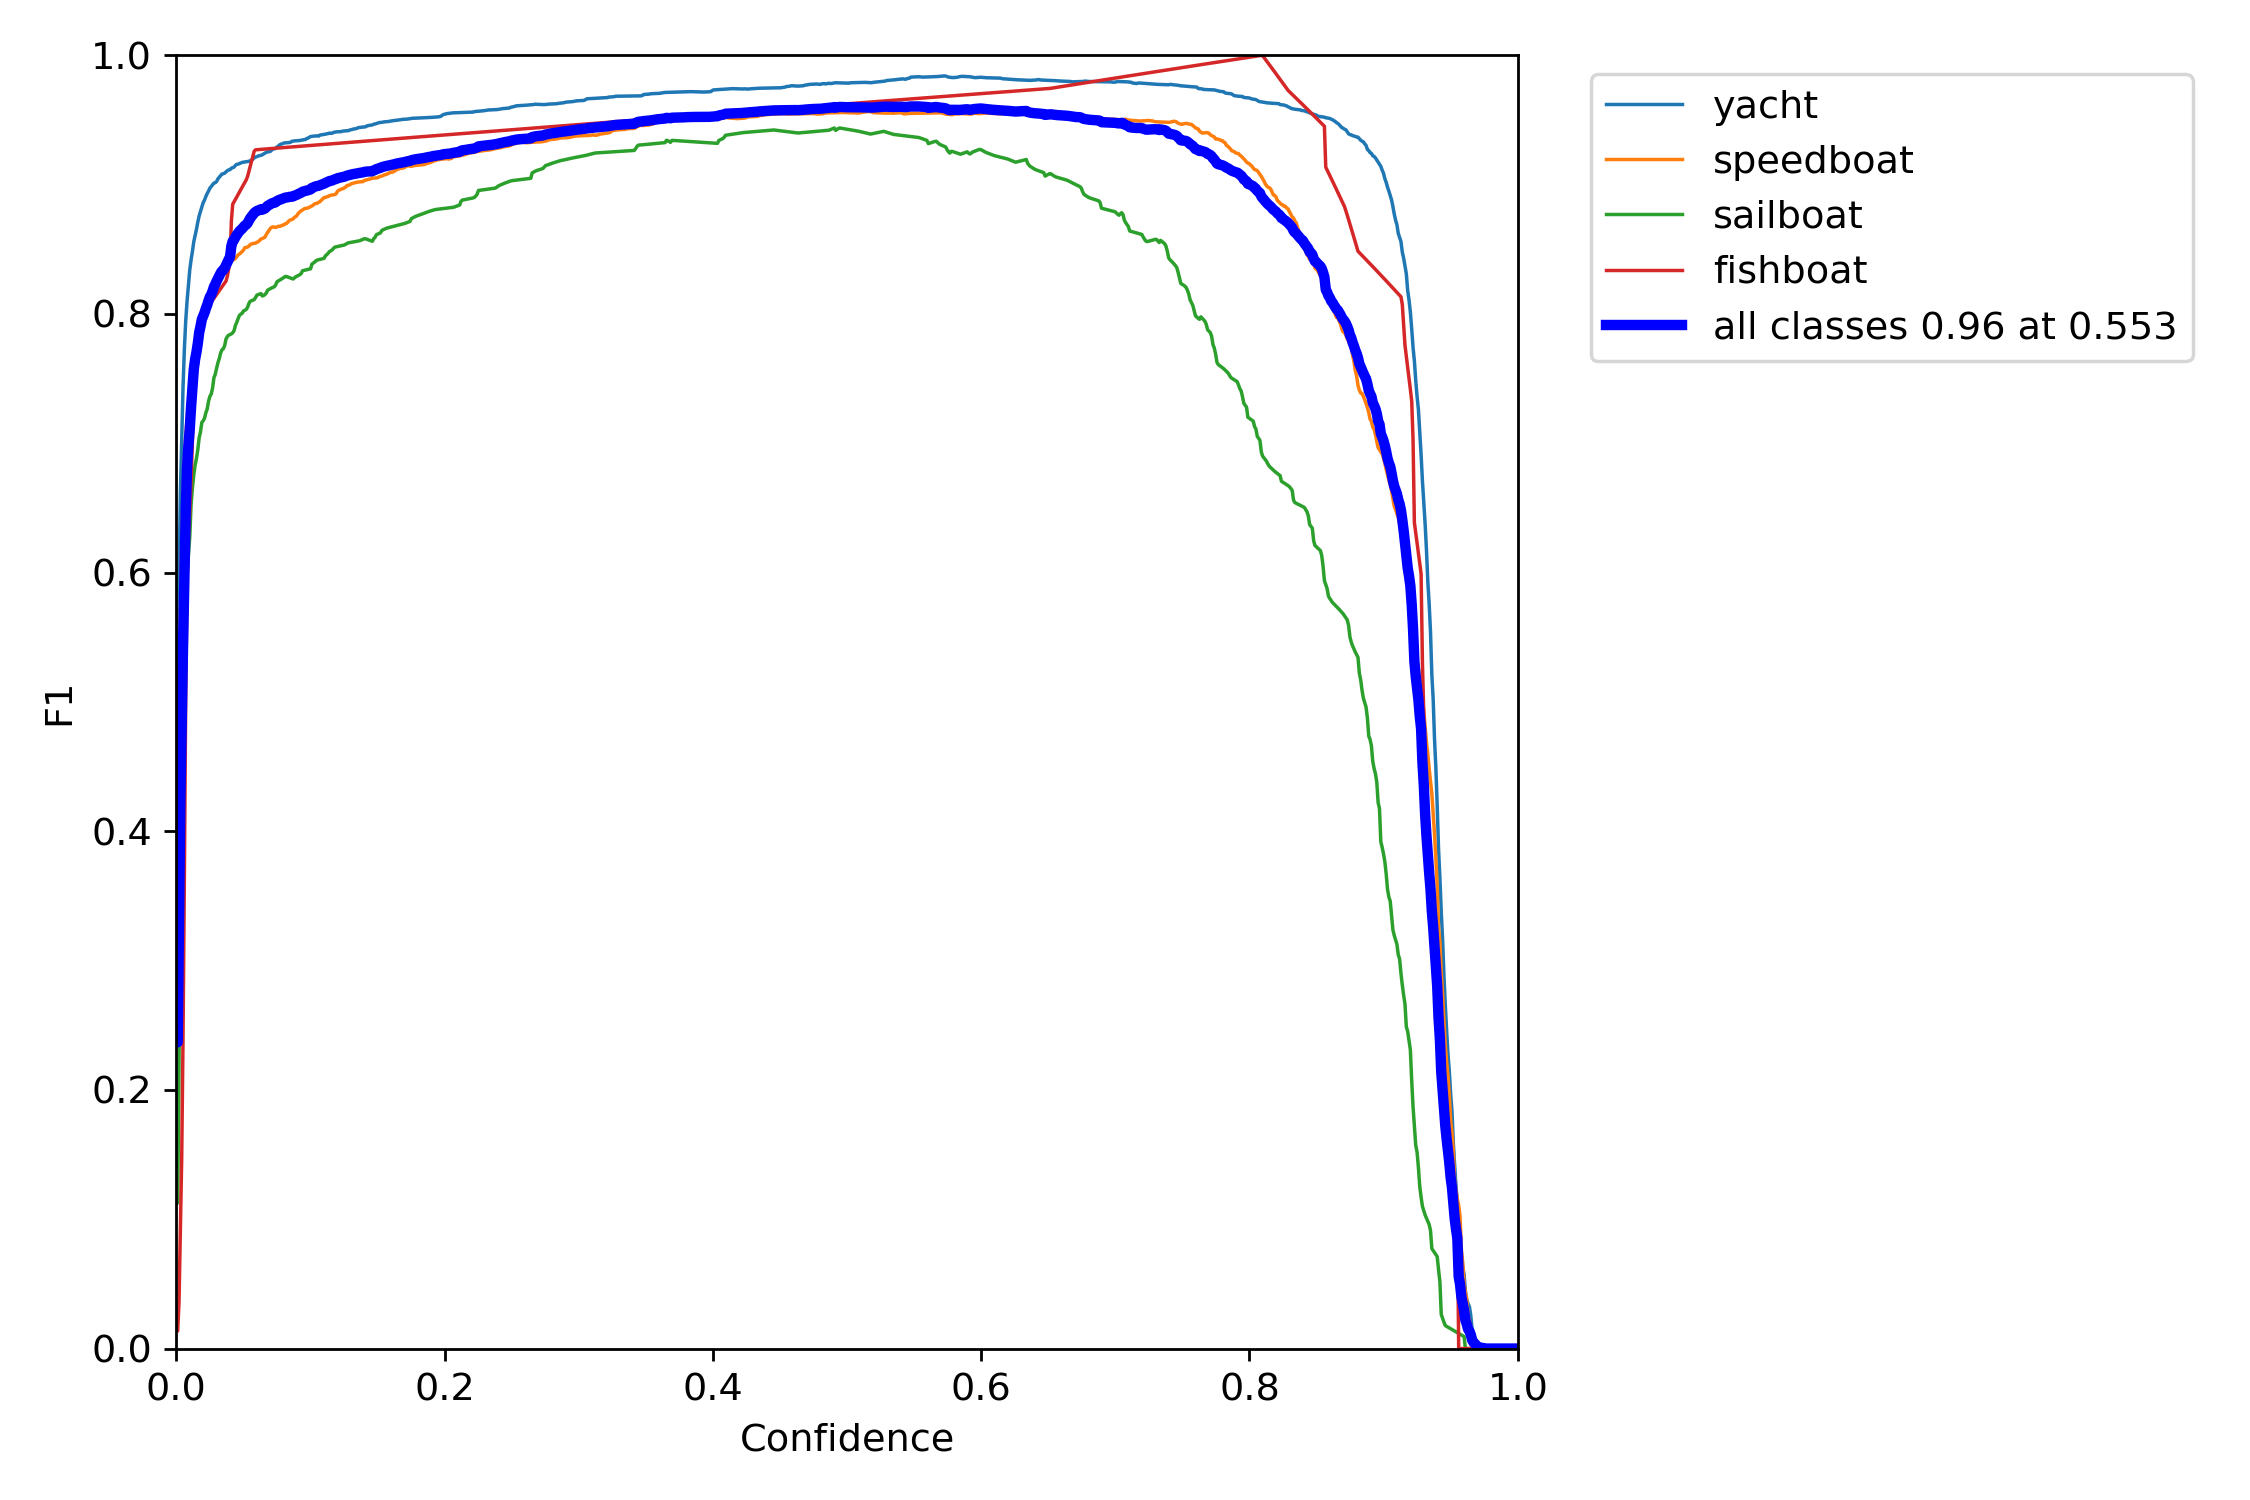 1.0
0.8
0.6
0.4
0.2
0.0
F1
0.0 0.2 0.4 0.6 0.8 1.0
Confidence
yacht
speedboat
sailboat
fishboat
all classes 0.96 at 0.553